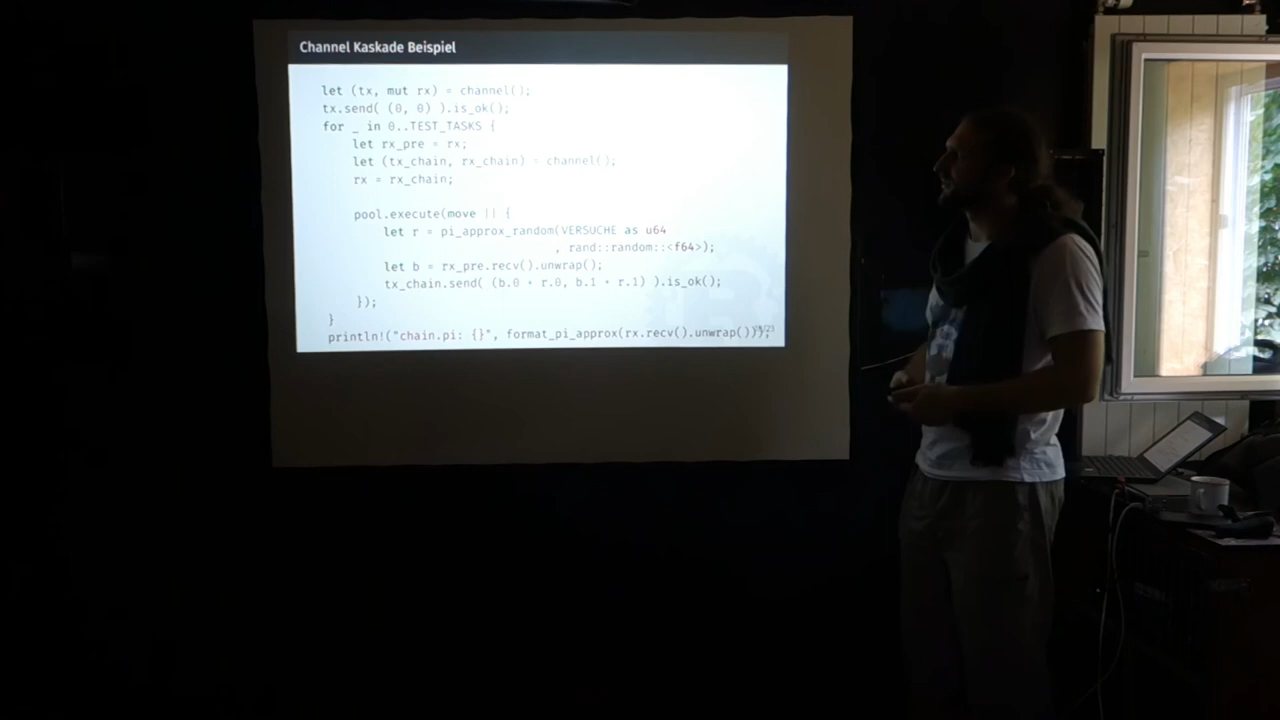 Channel Kaskade Beispiel
let (tx, mut rx) = channel();
tx.send( (0, 0) ).is_ok();
for _ in 0..TEST_TASKS {
let rx_pre = rx;
let (tx_chain, rx_chain) = channel();
rx = rx_chain;
pool.execute(move || {
let r = pi_approx_random(VERSUCHE as u64
, rand::random::<f64>);
let b = rx_pre.recv().unwrap();
tx_chain.send( (b.0 + r.0, b.1 + r.1) ).is_ok();
});
}
println!("chain.pi: {}", format_pi_approx(rx.recv().unwrap()));